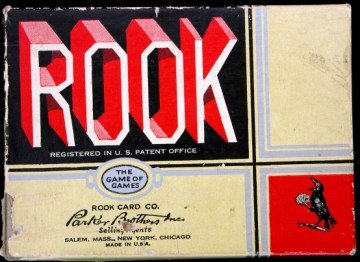 ROOK
REGISTERED IN U.S. PATENT OFFICE
THE
GAME OF
GAMES
ROOK CARD CO.
Parker Brothers Inc.
Selling
SALEM, MASS., NEW YORK, CHICAGO
MADE IN U.S.A.